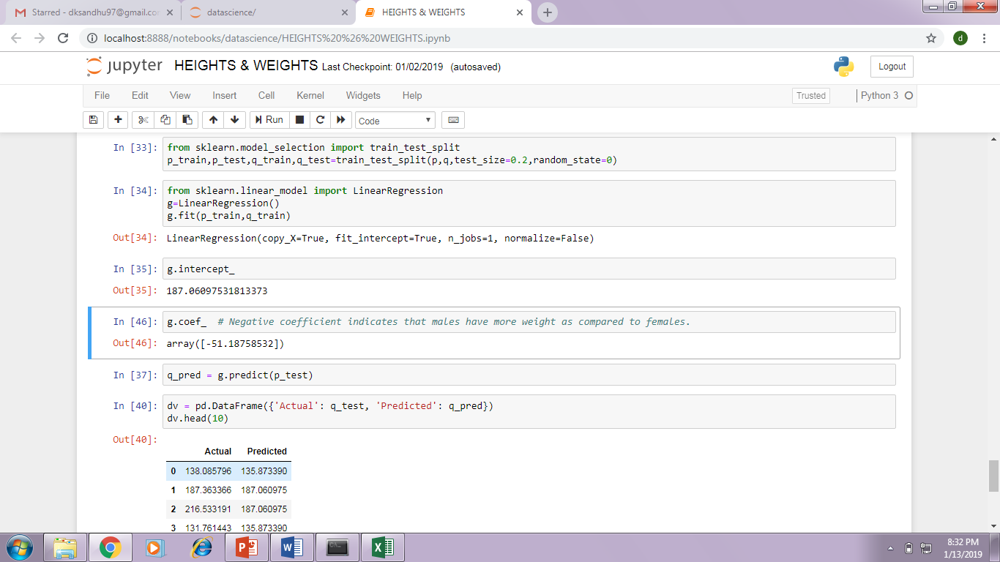 Starred - dksandhu97@gmail.co
datascience/
HEIGHTS & WEIGHTS
localhost:8888/notebooks/datascience/HEIGHTS%20%26%20WEIGHTS.ipynb
d
jupyter HEIGHTS & WEIGHTS Last Checkpoint: 01/02/2019 (autosaved)
Logout
File Edit View Insert Cell Kernel Widgets Help
Trusted
Python 3
Run
Code
In [33]: from sklearn.model_selection import train_test_split
p_train,p_test,q_train,q_test=train_test_split(p,q,test_size=0.2,random_state=0)
In [34]: from sklearn.linear_model import LinearRegression
g=LinearRegression()
g.fit(p_train,q_train)
Out[34]: LinearRegression(copy_X=True, fit_intercept=True, n_jobs=1, normalize=False)
In [35]: g.intercept_
Out[35]: 187.06097531813373
In [46]: g.coef_ # Negative coefficient indicates that males have more weight as compared to females.
Out[46]: array([-51.18758532])
In [37]: q_pred = g.predict(p_test)
In [40]: dv = pd.DataFrame({'Actual': q_test, 'Predicted': q_pred})
dv.head(10)
Out[40]:
Actual Predicted
0 138.085796 135.873390
1 187.363366 187.060975
2 216.533191 187.060975
3 131.761443 135.873390
8:32 PM
1/13/2019